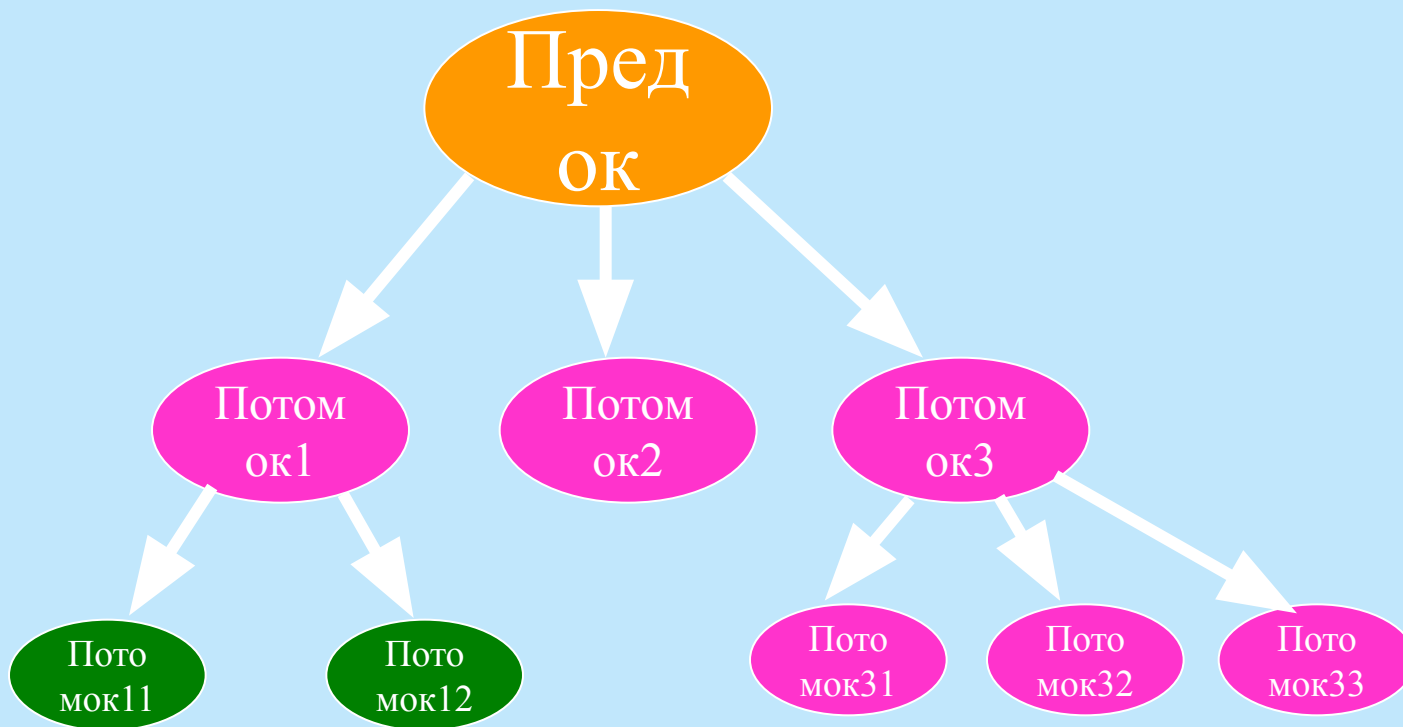 Пред
ок
Потом
ок1
Потом
ок2
Потом
ок3
Пото
мок11
Пото
мок12
Пото
мок31
Пото
мок32
Пото
мок33